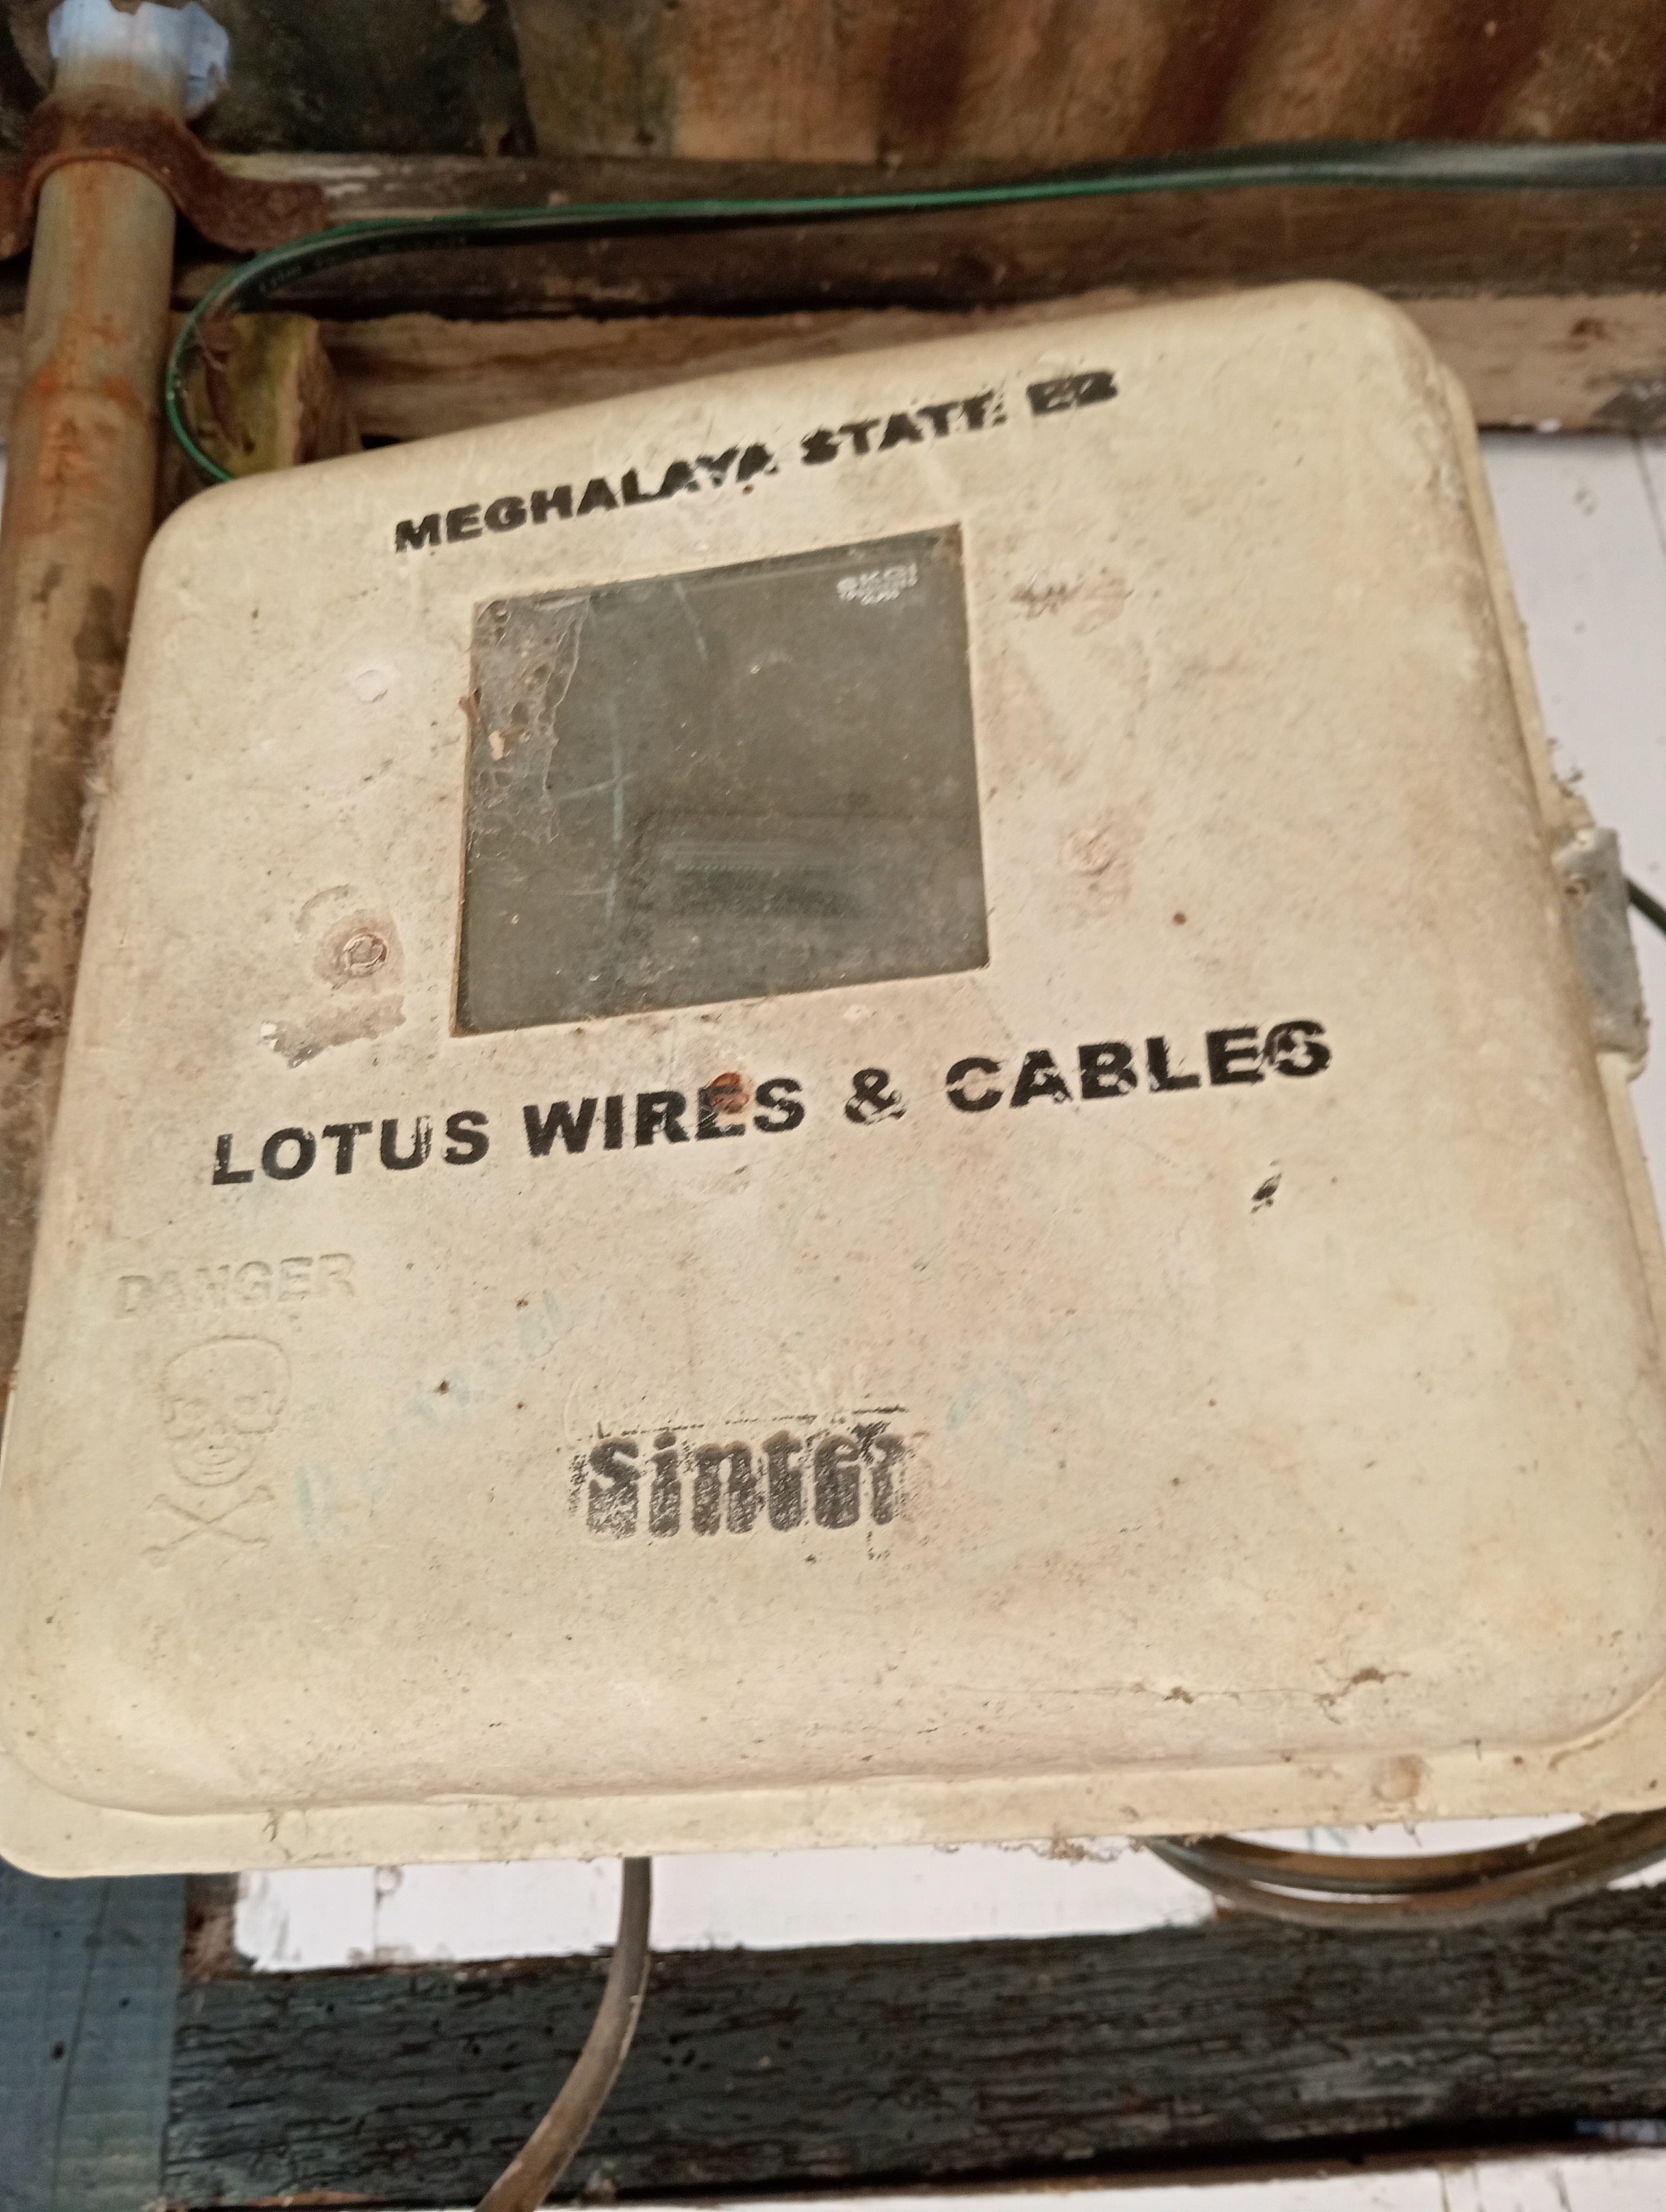 MEGHALAYA STATE EB
LOTUS WIRES & CABLES
DANGER
Sintex